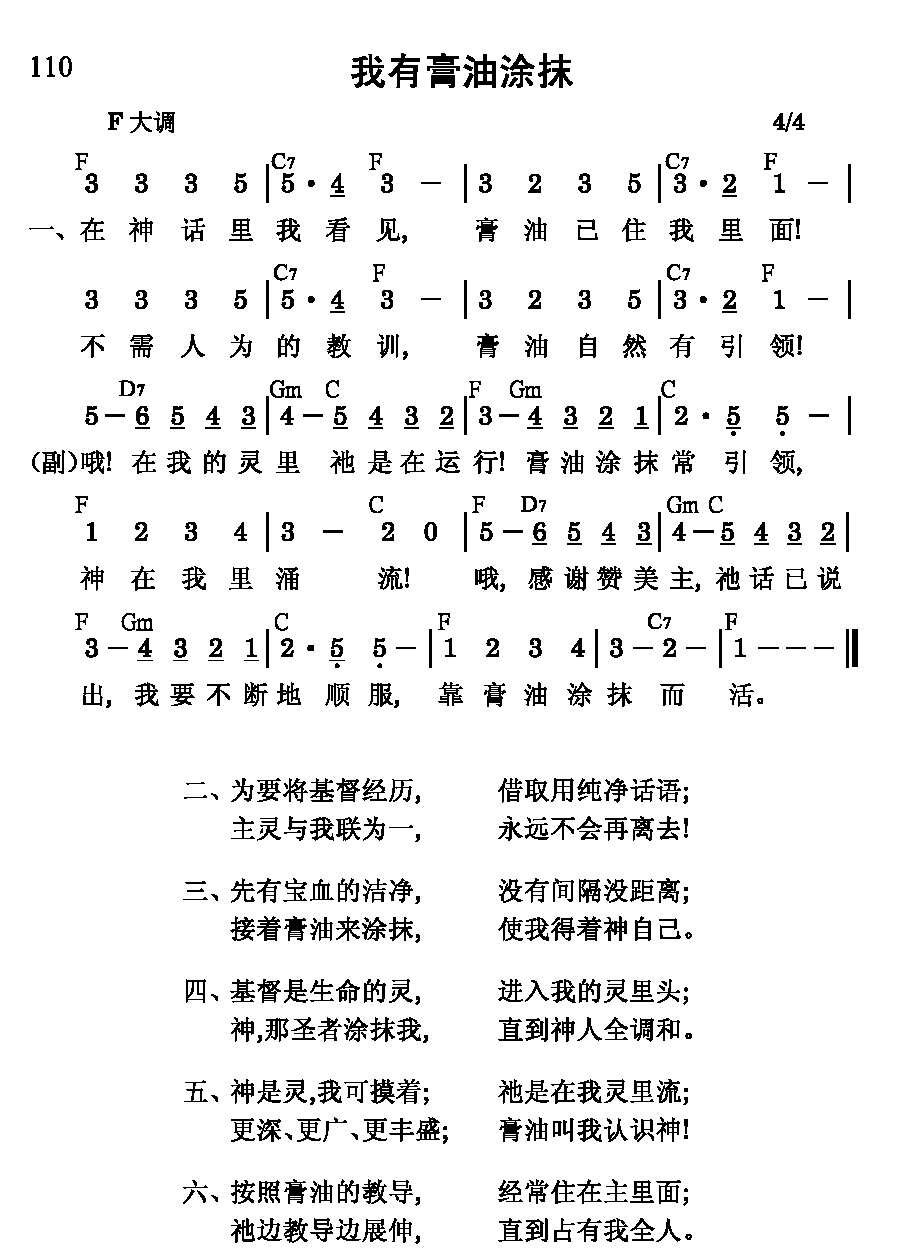 110
我有膏油涂抹
F 大调 4/4
F C7 F C7 F
3 3 3 5 | 5 · 4 3 － | 3 2 3 5 | 3 · 2 1 － |
一、在 神 话 里 我 看 见, 膏 油 已 住 我 里 面!
C7 F C7 F
3 3 3 5 | 5 · 4 3 － | 3 2 3 5 | 3 · 2 1 － |
不 需 人 为 的 教 训, 膏 油 自 然 有 引 领!
D7 Gm C F Gm C
5 － 6 5 4 3 | 4 － 5 4 3 2 | 3 － 4 3 2 1 | 2 · 5 5 － |
(副)哦! 在 我 的 灵 里 祂 是 在 运 行! 膏 油 涂 抹 常 引 领,
F C F D7 Gm C
1 2 3 4 | 3 － 2 0 | 5 － 6 5 4 3 | 4 － 5 4 3 2 |
神 在 我 里 涌 流! 哦, 感 谢 赞 美 主, 祂 话 已 说
F Gm C F C7 F
3 － 4 3 2 1 | 2 · 5 5 － | 1 2 3 4 | 3 － 2 － | 1 － － － ‖
出, 我 要 不 断 地 顺 服, 靠 膏 油 涂 抹 而 活。
二、为要将基督经历, 借取用纯净话语;
主灵与我联为一, 永远不会再离去!
三、先有宝血的洁净, 没有间隔没距离;
接着膏油来涂抹, 使我得着神自己。
四、基督是生命的灵, 进入我的灵里头;
神,那圣者涂抹我, 直到神人全调和。
五、神是灵,我可摸着; 祂是在我灵里流;
更深、更广、更丰盛; 膏油叫我认识神!
六、按照膏油的教导, 经常住在主里面;
祂边教导边展伸, 直到占有我全人。